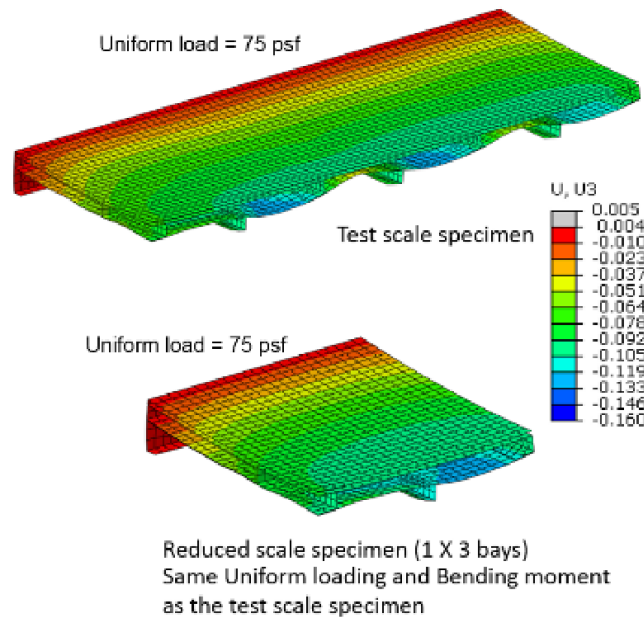 Uniform load = 75 psf
U, U3
0.005
0.004
-0.010
-0.023
-0.037
-0.051
-0.064
-0.078
-0.092
-0.105
-0.119
-0.133
-0.146
-0.160
Test scale specimen
Uniform load = 75 psf
Reduced scale specimen (1 X 3 bays)
Same Uniform loading and Bending moment
as the test scale specimen